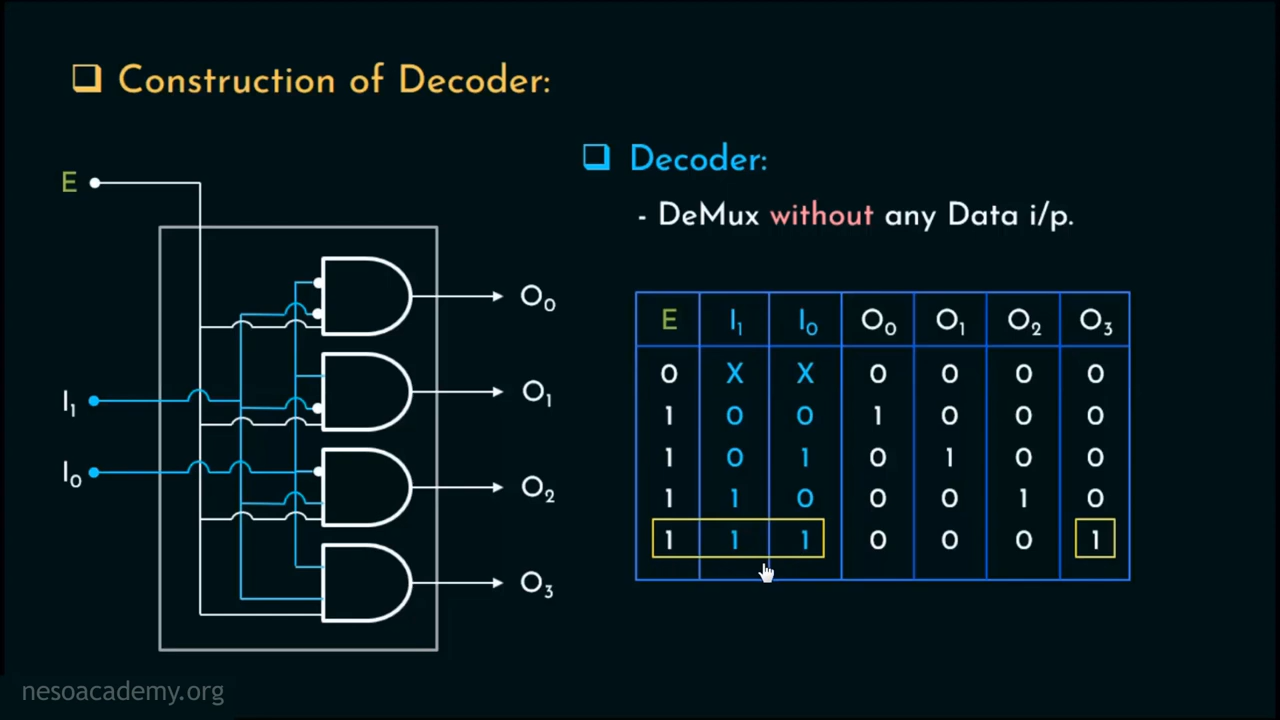 ❑ Construction of Decoder:
❑ Decoder:
- DeMux without any Data i/p.
E
I₁
I₀
O₀
O₁
O₂
O₃
E I₁ I₀ O₀ O₁ O₂ O₃
0 X X 0 0 0 0
1 0 0 1 0 0 0
1 0 1 0 1 0 0
1 1 0 0 0 1 0
1 1 1 0 0 0 1
nesoacademy.org